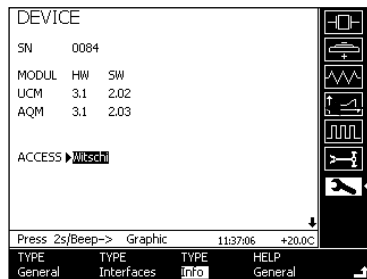 DEVICE
SN 0084
MODUL HW SW
UCM 3.1 2.02
AQM 3.1 2.03
ACCESS Witschi
Press 2s/Beep-> Graphic 11:37:06 +20.0C
TYPE TYPE TYPE HELP
General Interfaces Info General